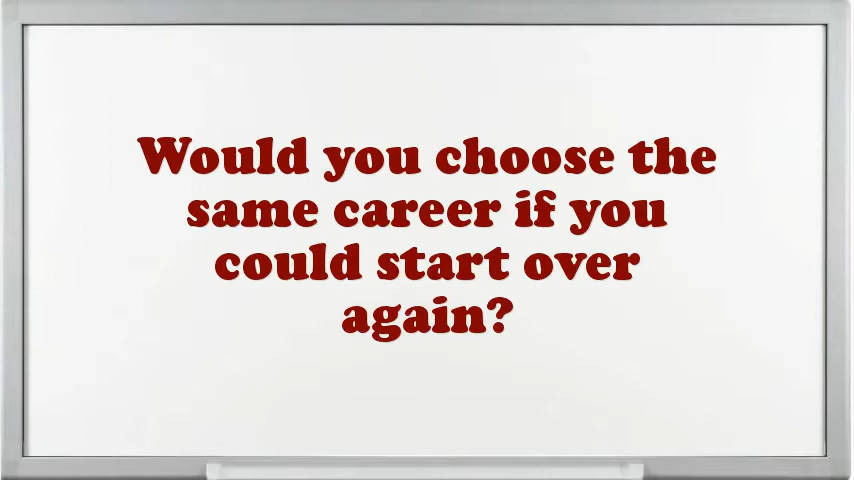 Would you choose the
same career if you
could start over
again?